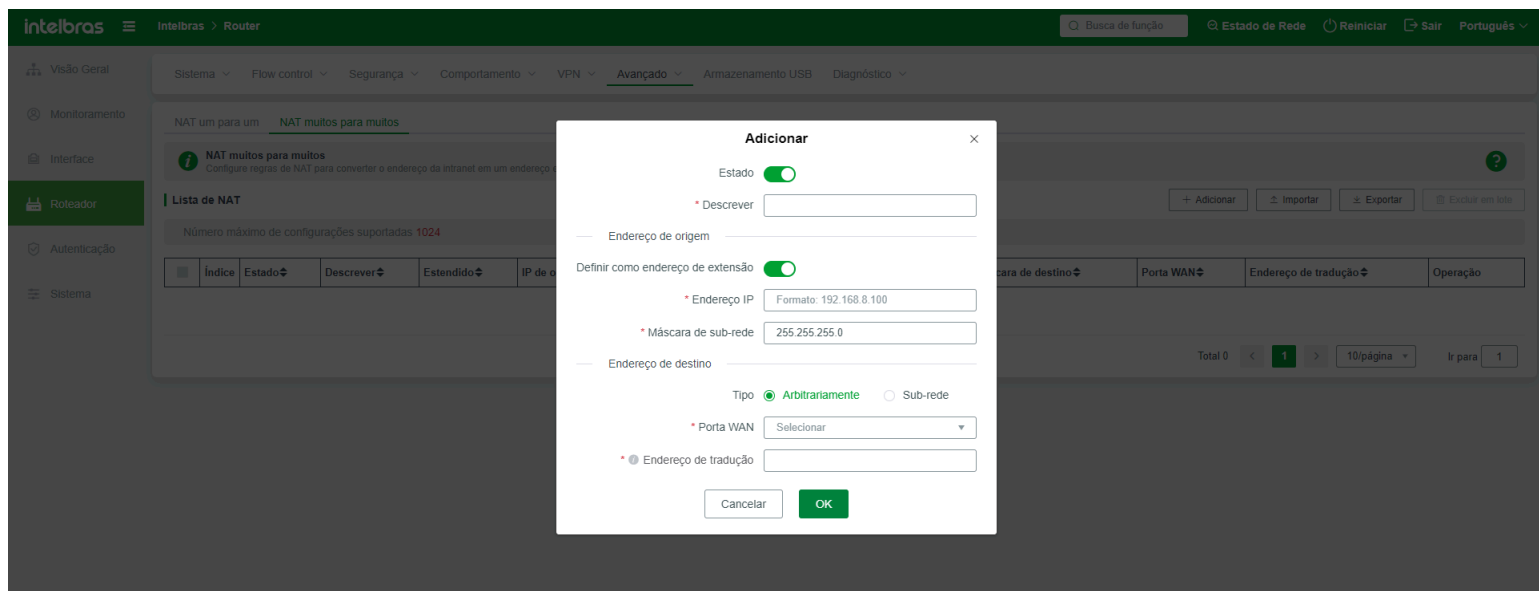 intelbras Intelbras > Router Busca de função Estado de Rede Reiniciar Sair Português
Visão Geral
Sistema Flow control Segurança Comportamento VPN Avançado Armazenamento USB Diagnóstico
Monitoramento
NAT um para um NAT muitos para muitos
Interface
NAT muitos para muitos
Configure regras de NAT para converter o endereço da intranet em um endereço e
Roteador
Lista de NAT + Adicionar Importar Exportar Excluir em lote
Número máximo de configurações suportadas 1024
Autenticação
Índice Estado Descrever Estendido IP de o cara de destino Porta WAN Endereço de tradução Operação
Sistema
Total 0 < 1 > 10/página Ir para 1
Adicionar ×
Estado
* Descrever
Endereço de origem
Definir como endereço de extensão
* Endereço IP Formato: 192.168.8.100
* Máscara de sub-rede 255.255.255.0
Endereço de destino
Tipo Arbitrariamente Sub-rede
* Porta WAN Selecionar
* Endereço de tradução
Cancelar OK